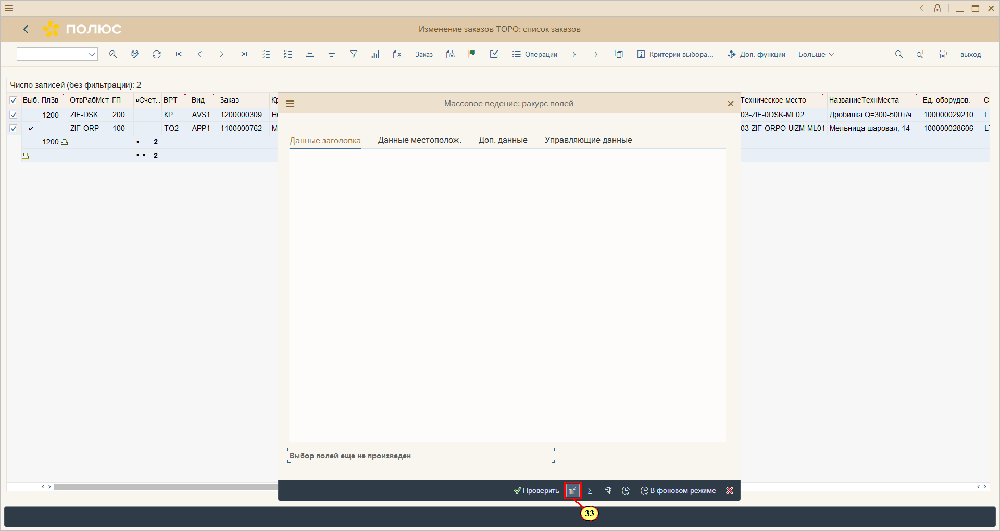 ПОЛЮС
Изменение заказов ТОРО: список заказов
Заказ
Операции
Критерии выбора...
Доп. функции
Больше
выход
Число записей (без фильтрации): 2
Выб. ПлЗв ОтвРабМст ГП Счет... ВРТ Вид Заказ
Техническое место НазваниеТехнМеста Ед. оборудов. С
1200 ZIF-DSK 200 КР AVS1 1200000309
03-ZIF-0DSK-ML02 Дробилка Q=300-500т/ч ... 100000029210
ZIF-ORP 100 ТО2 APP1 1100000762 М
03-ZIF-ORPO-UIZM-ML01 Мельница шаровая, 14 100000028606
1200 2
2
Массовое ведение: ракурс полей
Данные заголовка
Данные местополож.
Доп. данные
Управляющие данные
Выбор полей еще не произведен
Проверить
В фоновом режиме
33